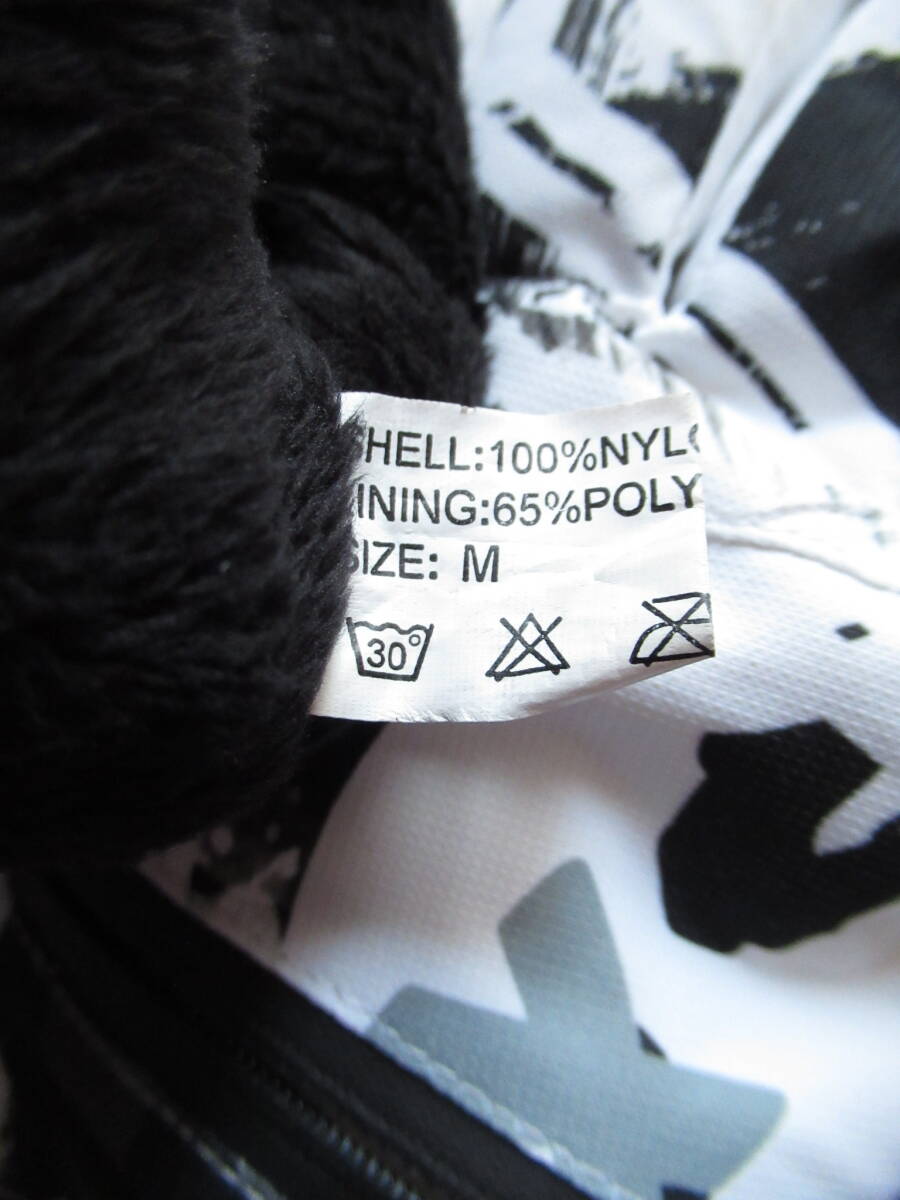 HELL:100%NYL
INING:65%POLY
SIZE: M
30°